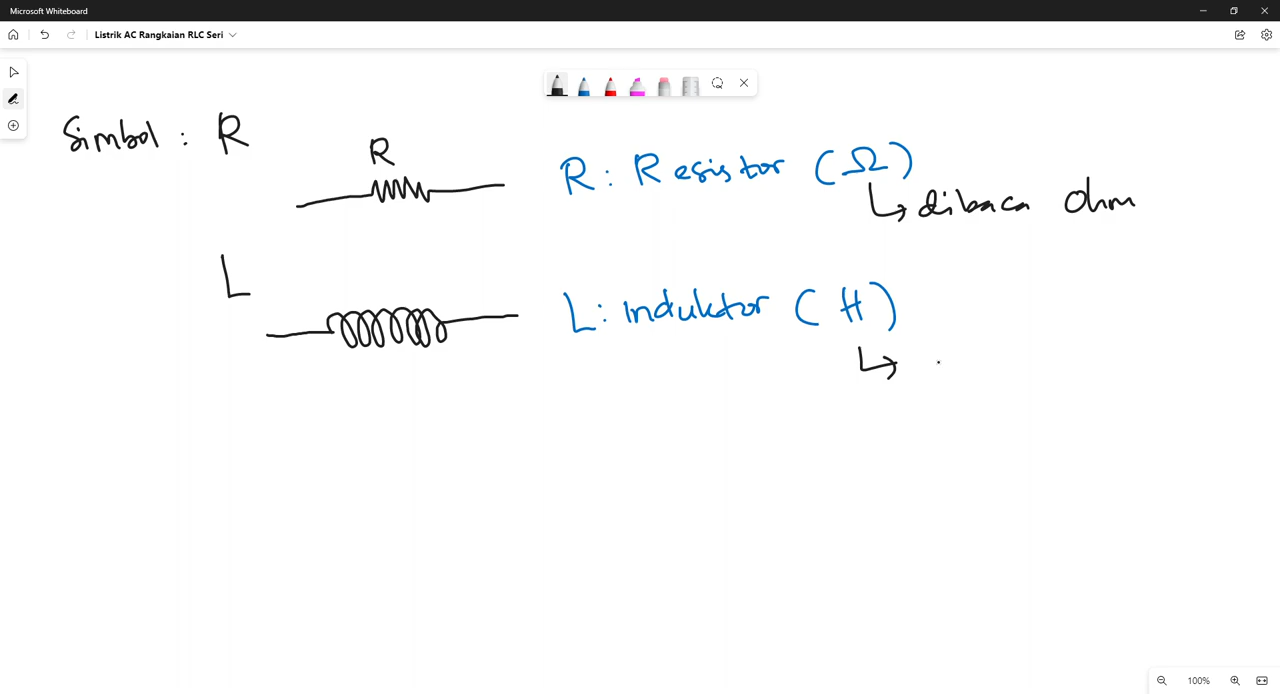 Microsoft Whiteboard
Listrik AC Rangkaian RLC Seri
Simbol : R
R
R : Resistor (Ω)
↳ dibaca ohm
L
L : induktor (H)
↳
100%